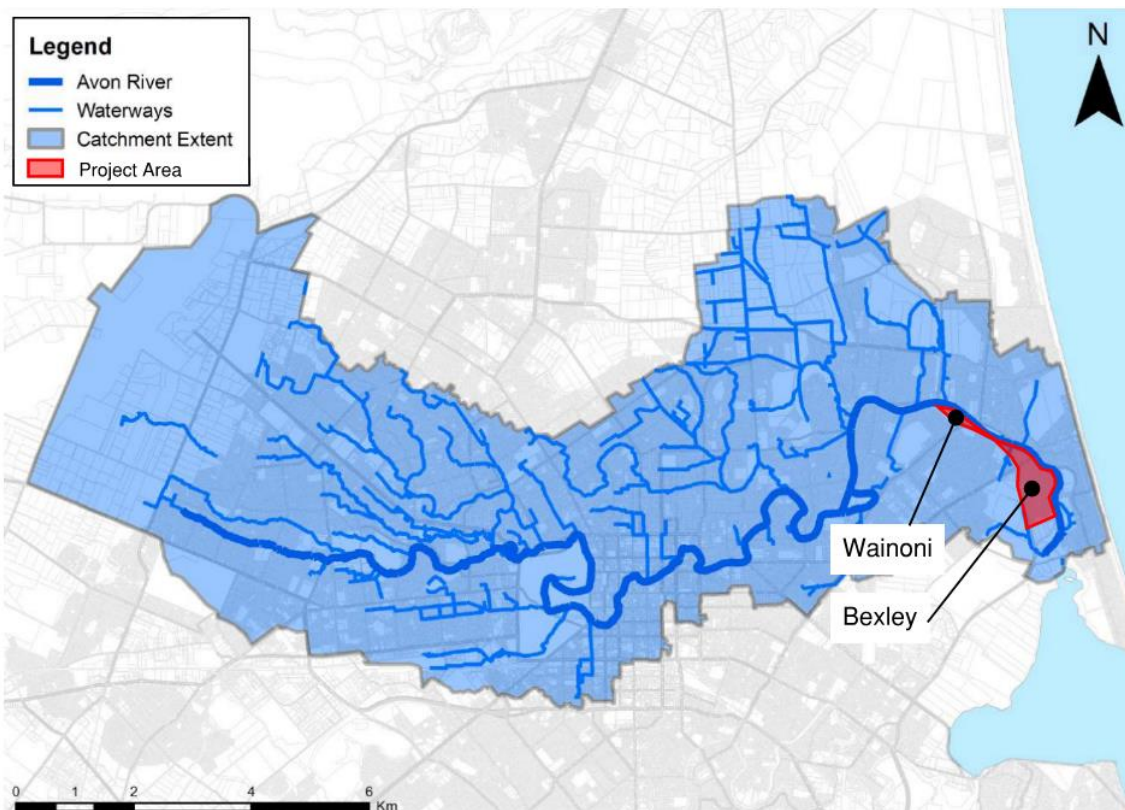 Legend
Avon River
Waterways
Catchment Extent
Project Area
N
Wainoni
Bexley
0 1 2 4 6
Km